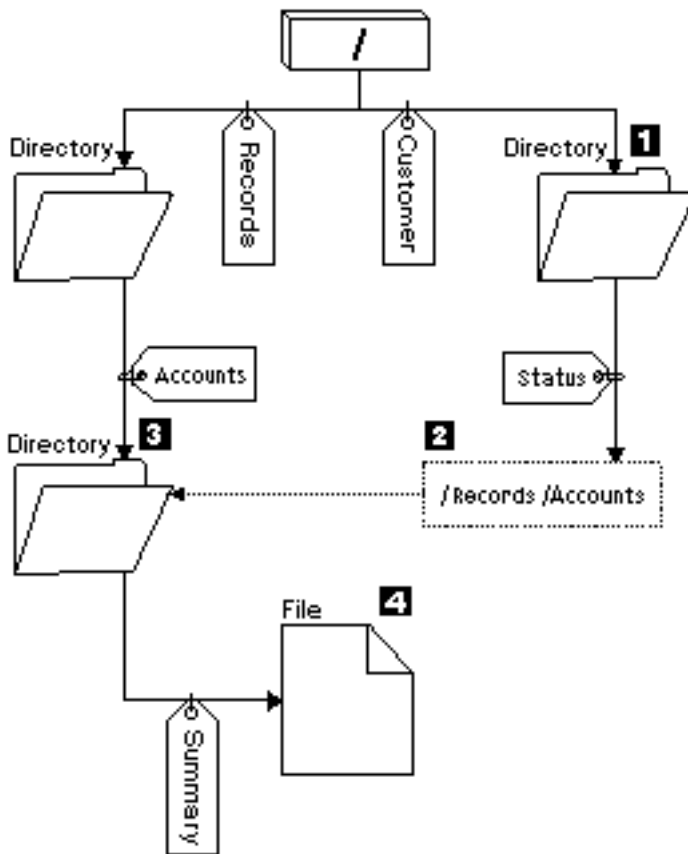 /
Records
Customer
Directory
Directory
1
Accounts
Status
Directory
3
2
/Records /Accounts
File
4
Summary